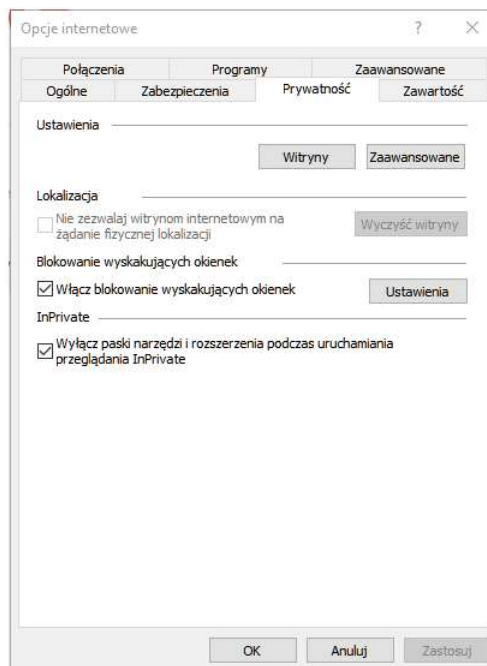 Opcje internetowe
?
Połączenia Programy Zaawansowane
Ogólne Zabezpieczenia Prywatność Zawartość
Ustawienia
Witryny Zaawansowane
Lokalizacja
Nie zezwalaj witrynom internetowym na
żądanie fizycznej lokalizacji
Wyczyść witryny
Blokowanie wyskakujących okienek
Włącz blokowanie wyskakujących okienek
Ustawienia
InPrivate
Wyłącz paski narzędzi i rozszerzenia podczas uruchamiania
przeglądania InPrivate
OK Anuluj Zastosuj